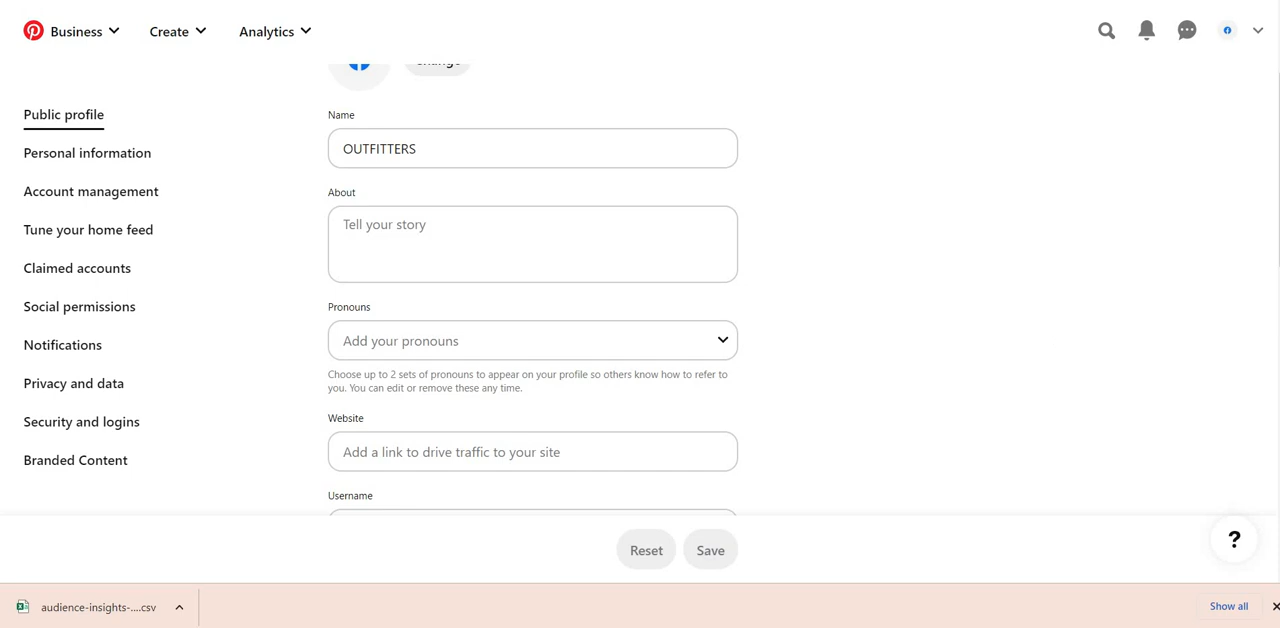 Business
Create
Analytics
Change
Public profile
Personal information
Account management
Tune your home feed
Claimed accounts
Social permissions
Notifications
Privacy and data
Security and logins
Branded Content
Name
OUTFITTERS
About
Tell your story
Pronouns
Add your pronouns
Choose up to 2 sets of pronouns to appear on your profile so others know how to refer to
you. You can edit or remove these any time.
Website
Add a link to drive traffic to your site
Username
Reset
Save
?
audience-insights-....csv
Show all